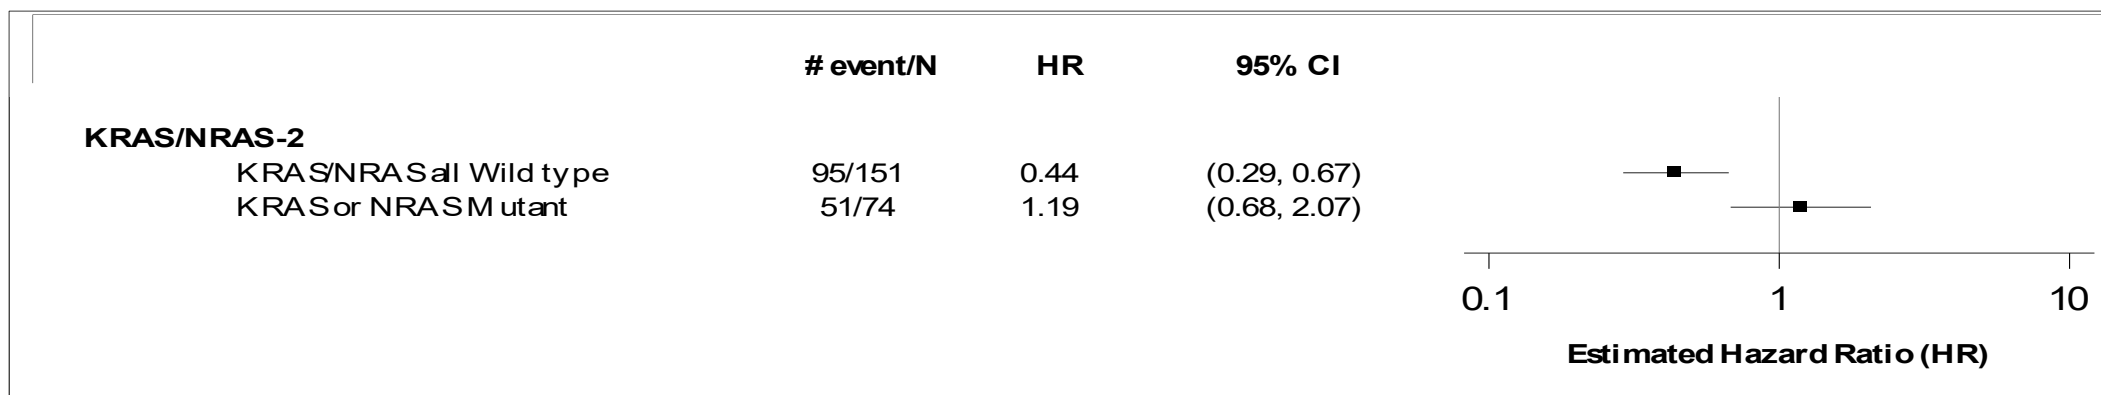 # event/N HR 95% CI
KRAS/NRAS-2
KRAS/NRAS all Wild type 95/151 0.44 (0.29, 0.67)
KRAS or NRAS Mutant 51/74 1.19 (0.68, 2.07)
0.1 1 10
Estimated Hazard Ratio (HR)